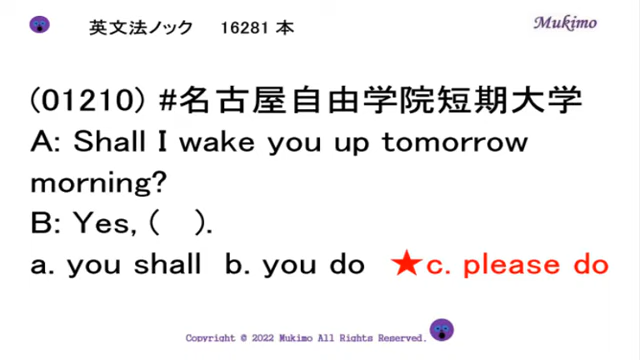 英文法ノック 16281 本
Mukimo
(01210) #名古屋自由学院短期大学
A: Shall I wake you up tomorrow
morning?
B: Yes, ( ).
a. you shall b. you do ★c. please do
Copyright @ 2022 Mukimo All Rights Reserved.